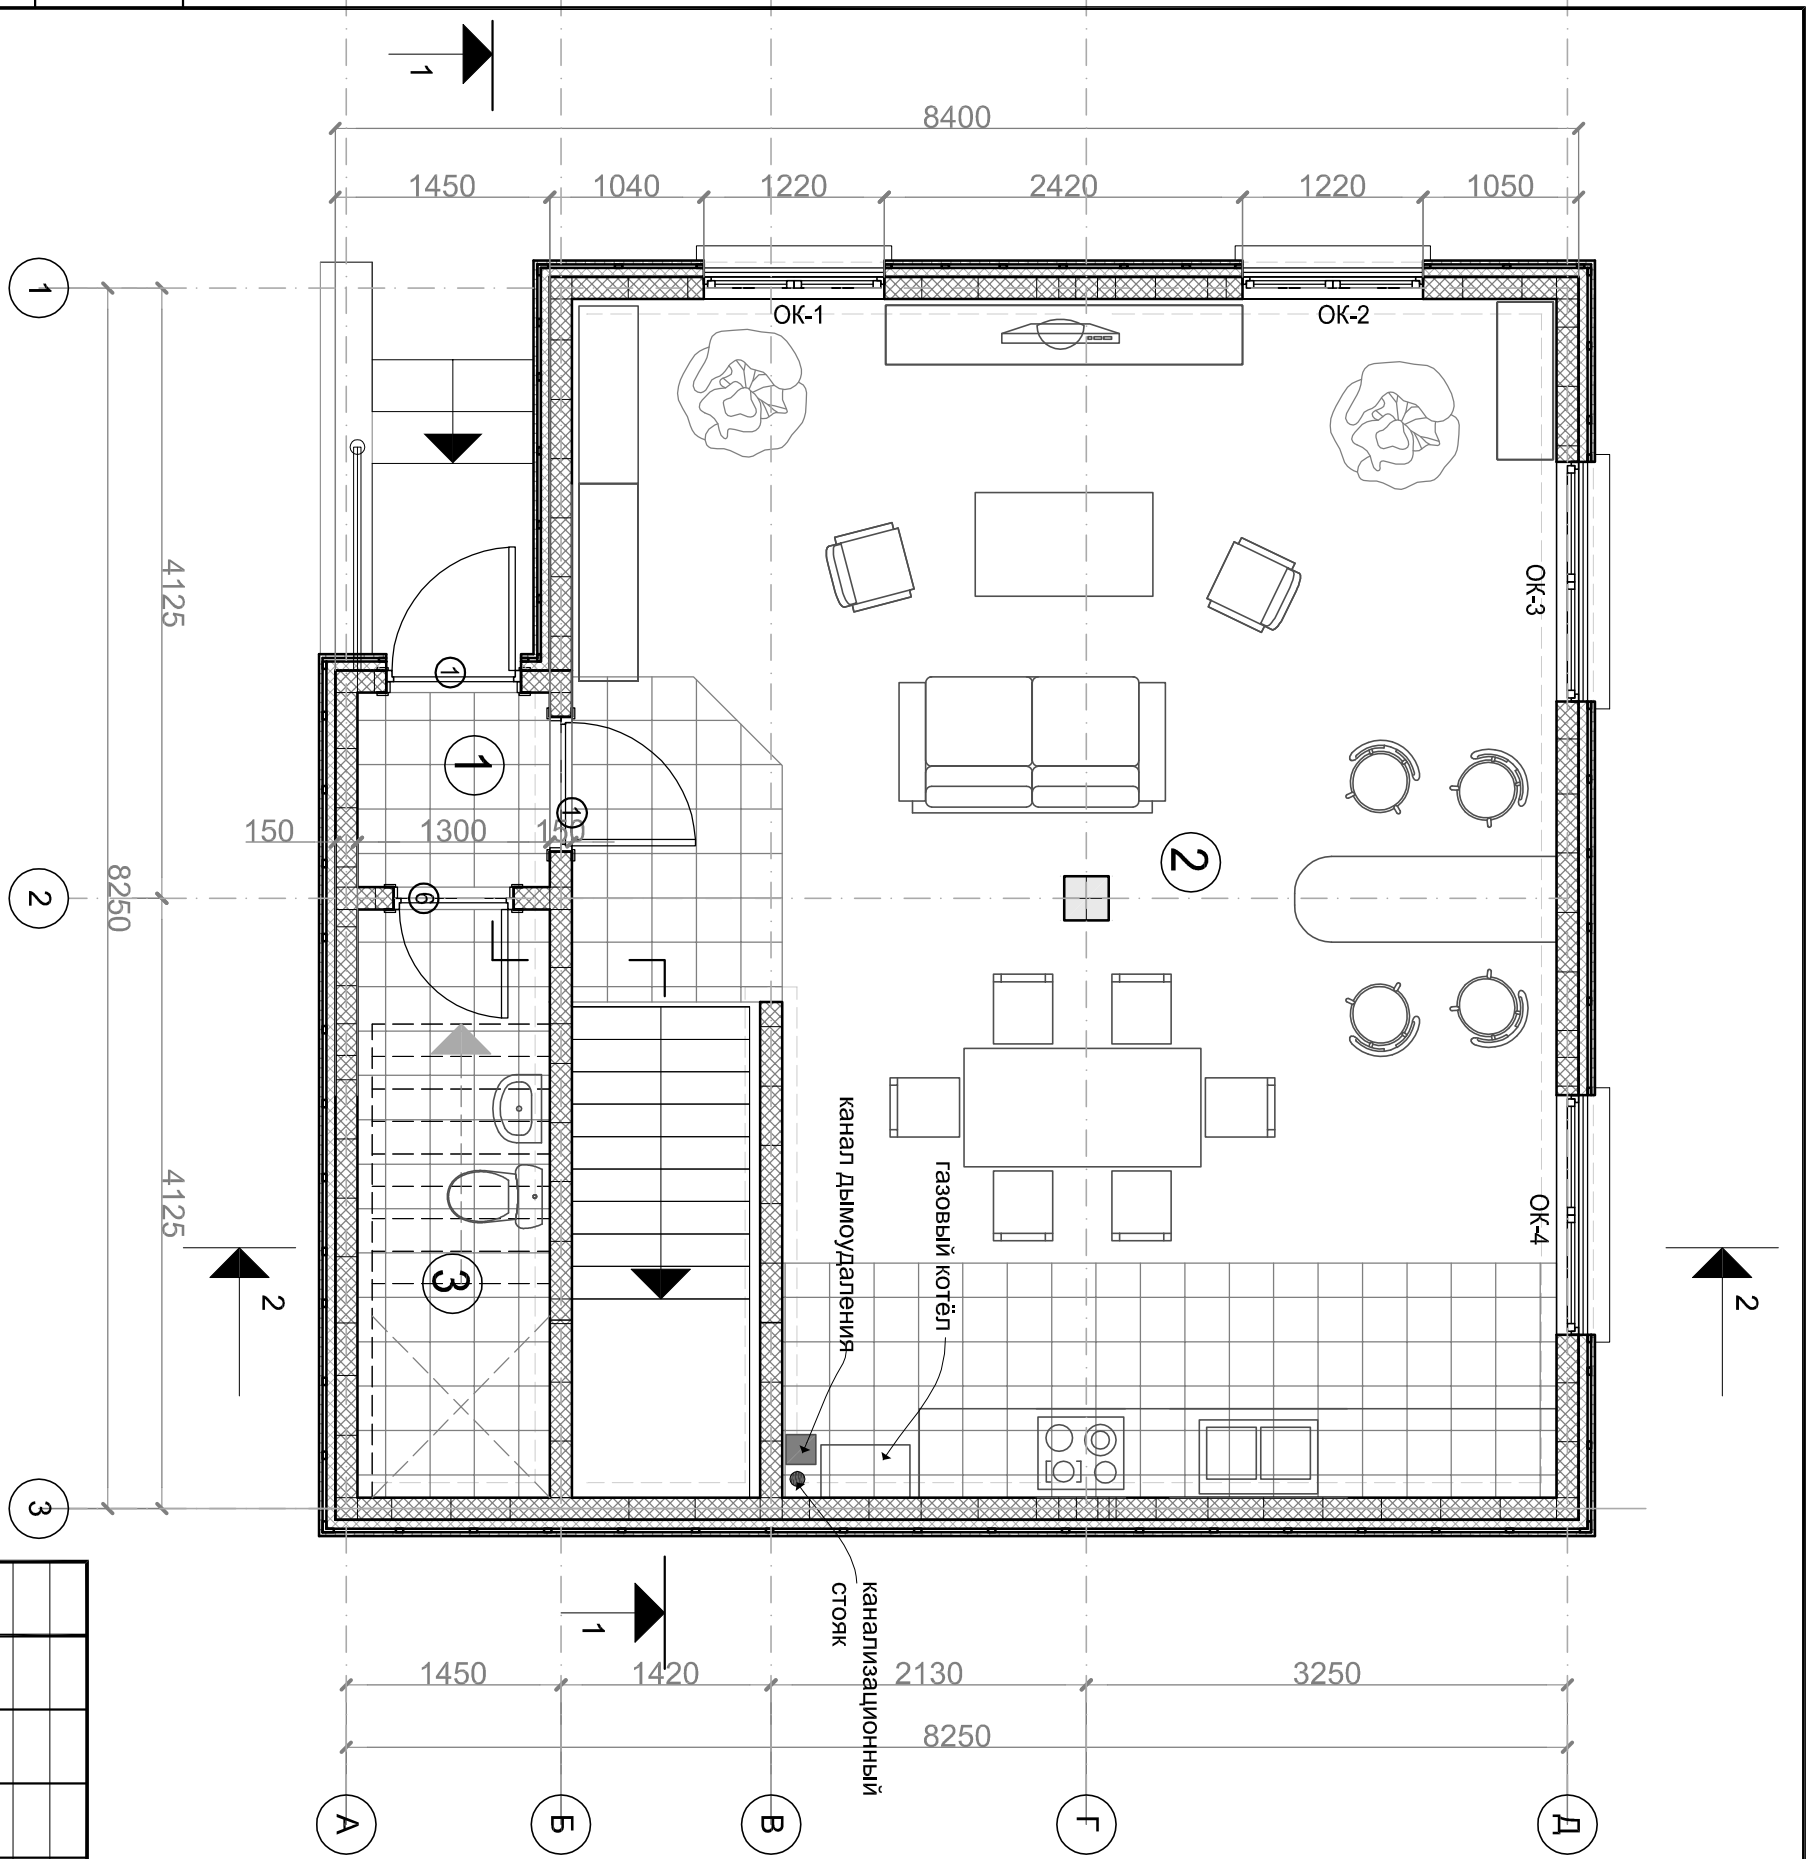 1
8400
1450
1040
1220
2420
1220
1050
1
ОК-1
ОК-2
4125
ОК-3
1
1
1
150
1300
150
2
8250
2
6
канал дымоудаления
газовый котёл
4125
ОК-4
3
2
2
3
канализационный
стояк
1
1450
1420
2130
3250
8250
А
Б
В
Г
Д